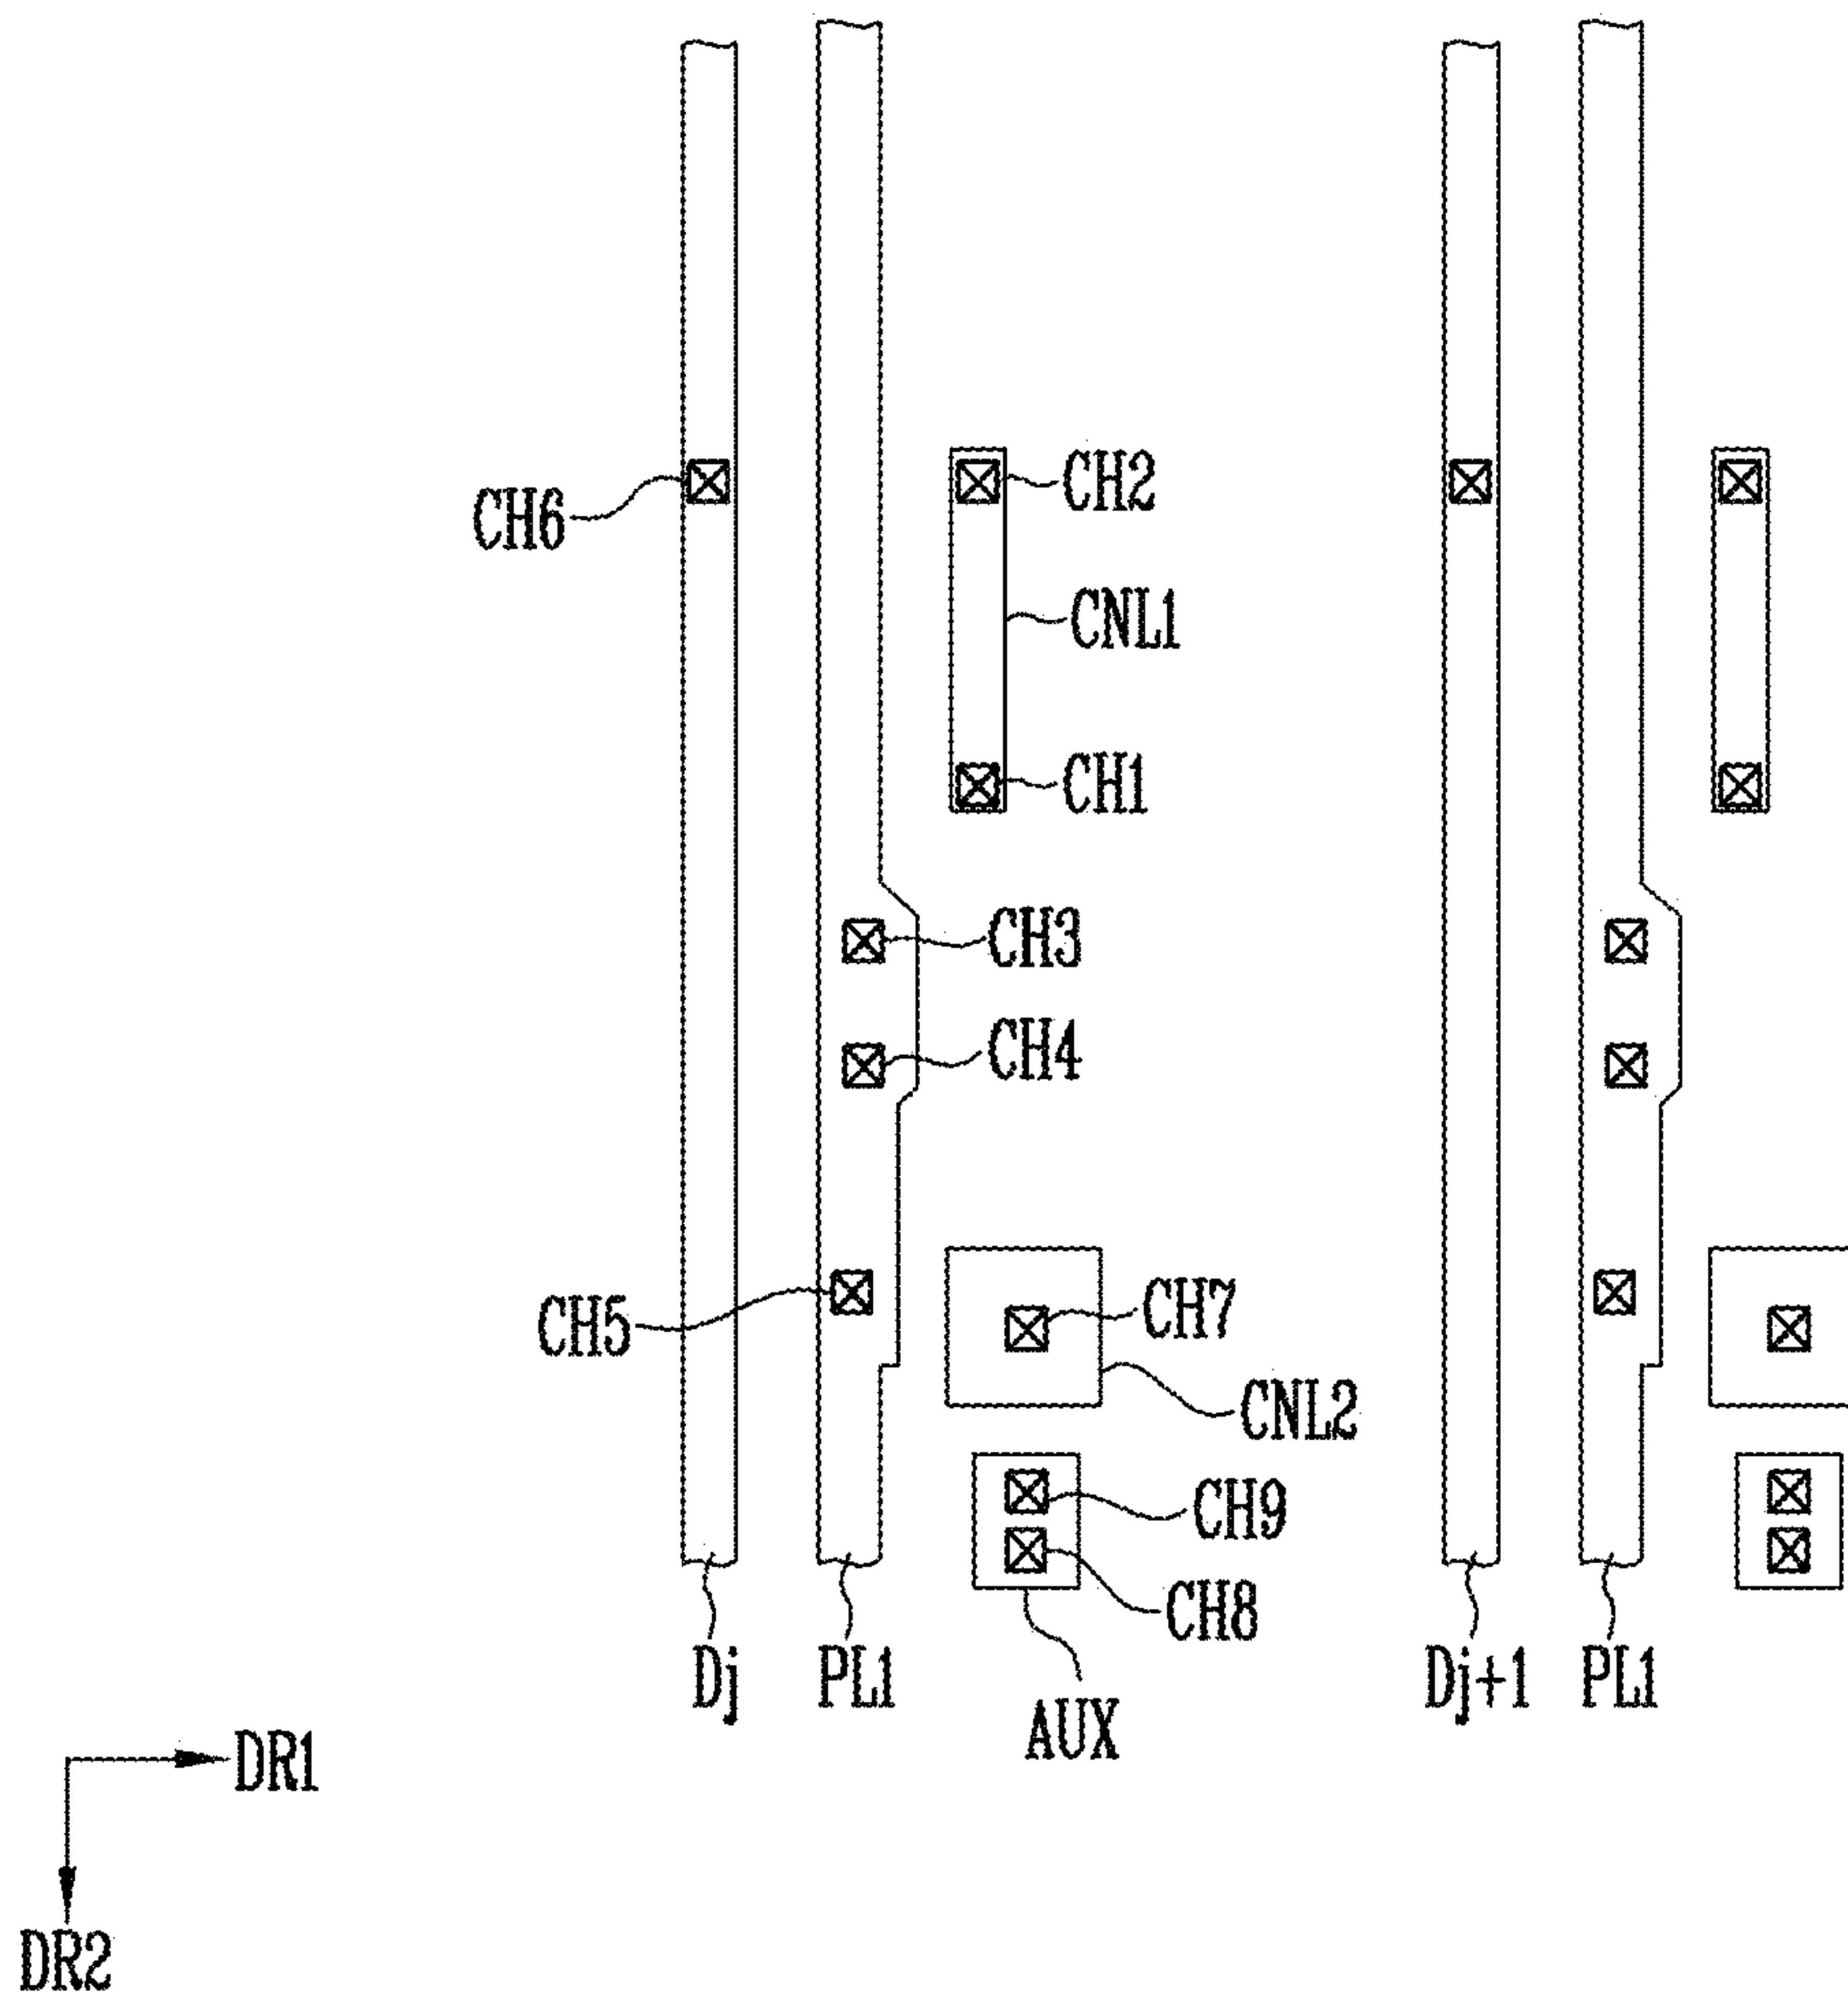 CH6
CH2
CNL1
CH1
CH3
CH4
CH5
CH7
CNL2
CH9
CH8
Dj
PL1
AUX
Dj+1
PL1
DR1
DR2